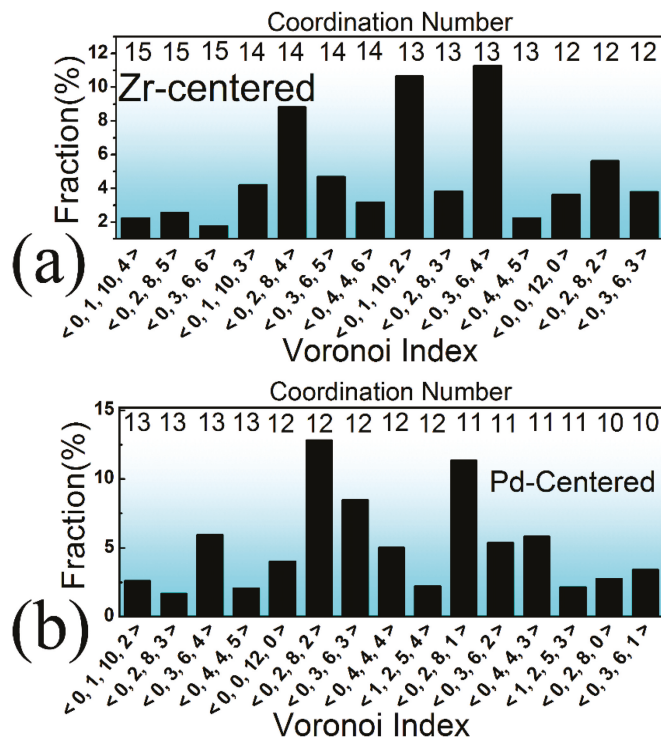 Coordination Number
15 15 15 14 14 14 14 13 13 13 13 12 12 12
Zr-centered
12
10
8
6
4
2
Fraction(%)
(a)
< 0, 1, 10, 4 >
< 0, 2, 8, 5 >
< 0, 3, 6, 6 >
< 0, 1, 10, 3 >
< 0, 2, 8, 4 >
< 0, 3, 6, 5 >
< 0, 4, 4, 6 >
< 0, 1, 10, 2 >
< 0, 2, 8, 3 >
< 0, 3, 6, 4 >
< 0, 4, 4, 5 >
< 0, 0, 12, 0 >
< 0, 2, 8, 2 >
< 0, 3, 6, 3 >
Voronoi Index
Coordination Number
13 13 13 13 12 12 12 12 12 11 11 11 11 10 10
Pd-Centered
15
10
5
0
Fraction(%)
(b)
< 0, 1, 10, 2 >
< 0, 2, 8, 3 >
< 0, 3, 6, 4 >
< 0, 4, 4, 5 >
< 0, 0, 12, 0 >
< 0, 2, 8, 2 >
< 0, 3, 6, 3 >
< 0, 4, 4, 4 >
< 1, 2, 5, 4 >
< 0, 2, 8, 1 >
< 0, 3, 6, 2 >
< 0, 4, 4, 3 >
< 1, 2, 5, 3 >
< 0, 2, 8, 0 >
< 0, 3, 6, 1 >
Voronoi Index